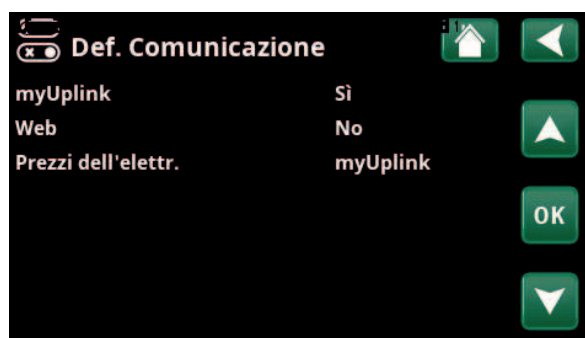 Def. Comunicazione
myUplink Sì
Web No
Prezzi dell'elettr. myUplink
OK